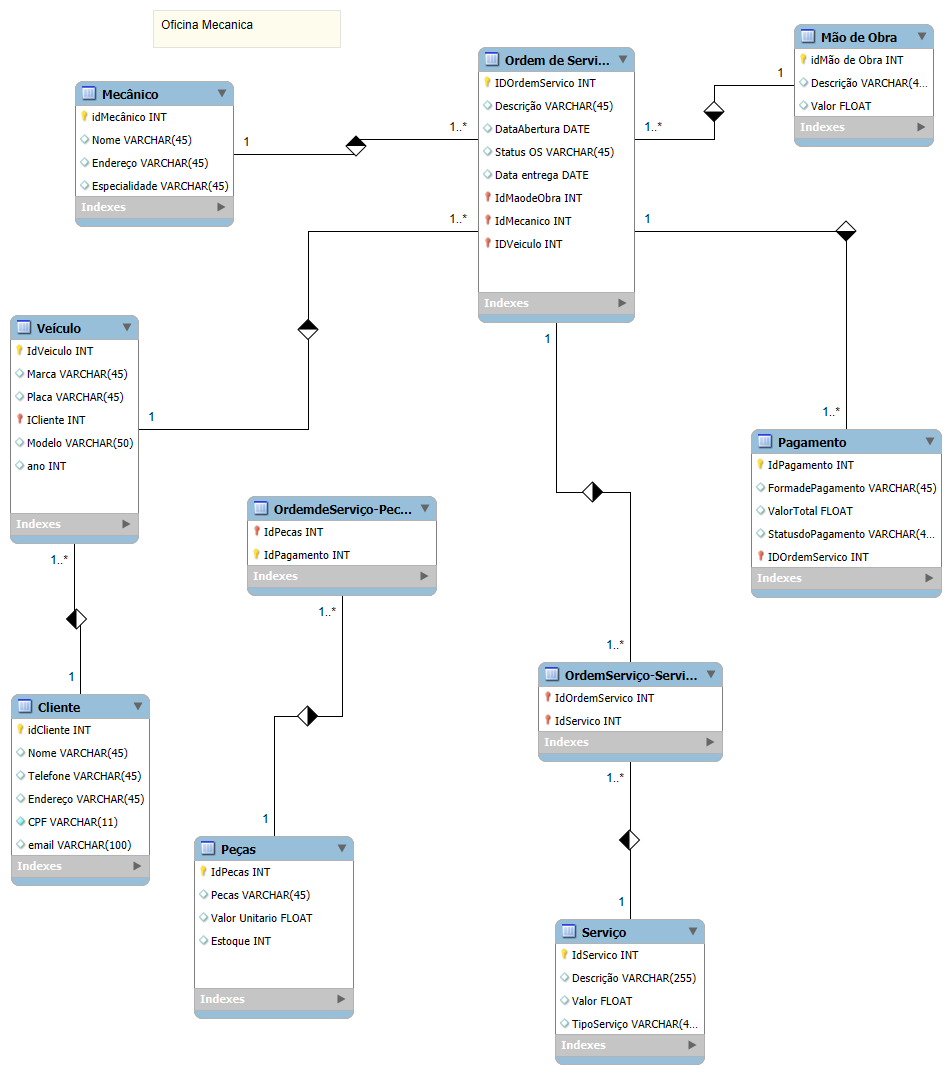 Oficina Mecanica
Mão de Obra
idMão de Obra INT
Descrição VARCHAR(4...
Valor FLOAT
Indexes
1
Ordem de Servi...
IDOrdemServico INT
Descrição VARCHAR(45)
DataAbertura DATE
Status OS VARCHAR(45)
Data entrega DATE
IdMaodeObra INT
IdMecanico INT
IDVeiculo INT
Indexes
1..*
1..*
1..*
1
1
Mecânico
idMecânico INT
Nome VARCHAR(45)
Endereço VARCHAR(45)
Especialidade VARCHAR(45)
Indexes
1
Veículo
IdVeiculo INT
Marca VARCHAR(45)
Placa VARCHAR(45)
ICliente INT
Modelo VARCHAR(50)
ano INT
Indexes
1
1..*
1..*
Pagamento
IdPagamento INT
FormadePagamento VARCHAR(45)
ValorTotal FLOAT
StatusdoPagamento VARCHAR(4...
IDOrdemServico INT
Indexes
OrdemdeServiço-Pec...
IdPecas INT
IdPagamento INT
Indexes
1..*
1..*
OrdemServiço-Servi...
IdOrdemServico INT
IdServico INT
Indexes
1..*
1
Cliente
idCliente INT
Nome VARCHAR(45)
Telefone VARCHAR(45)
Endereço VARCHAR(45)
CPF VARCHAR(11)
email VARCHAR(100)
Indexes
1
Peças
IdPecas INT
Pecas VARCHAR(45)
Valor Unitario FLOAT
Estoque INT
Indexes
1
Serviço
IdServico INT
Descrição VARCHAR(255)
Valor FLOAT
TipoServiço VARCHAR(4...
Indexes